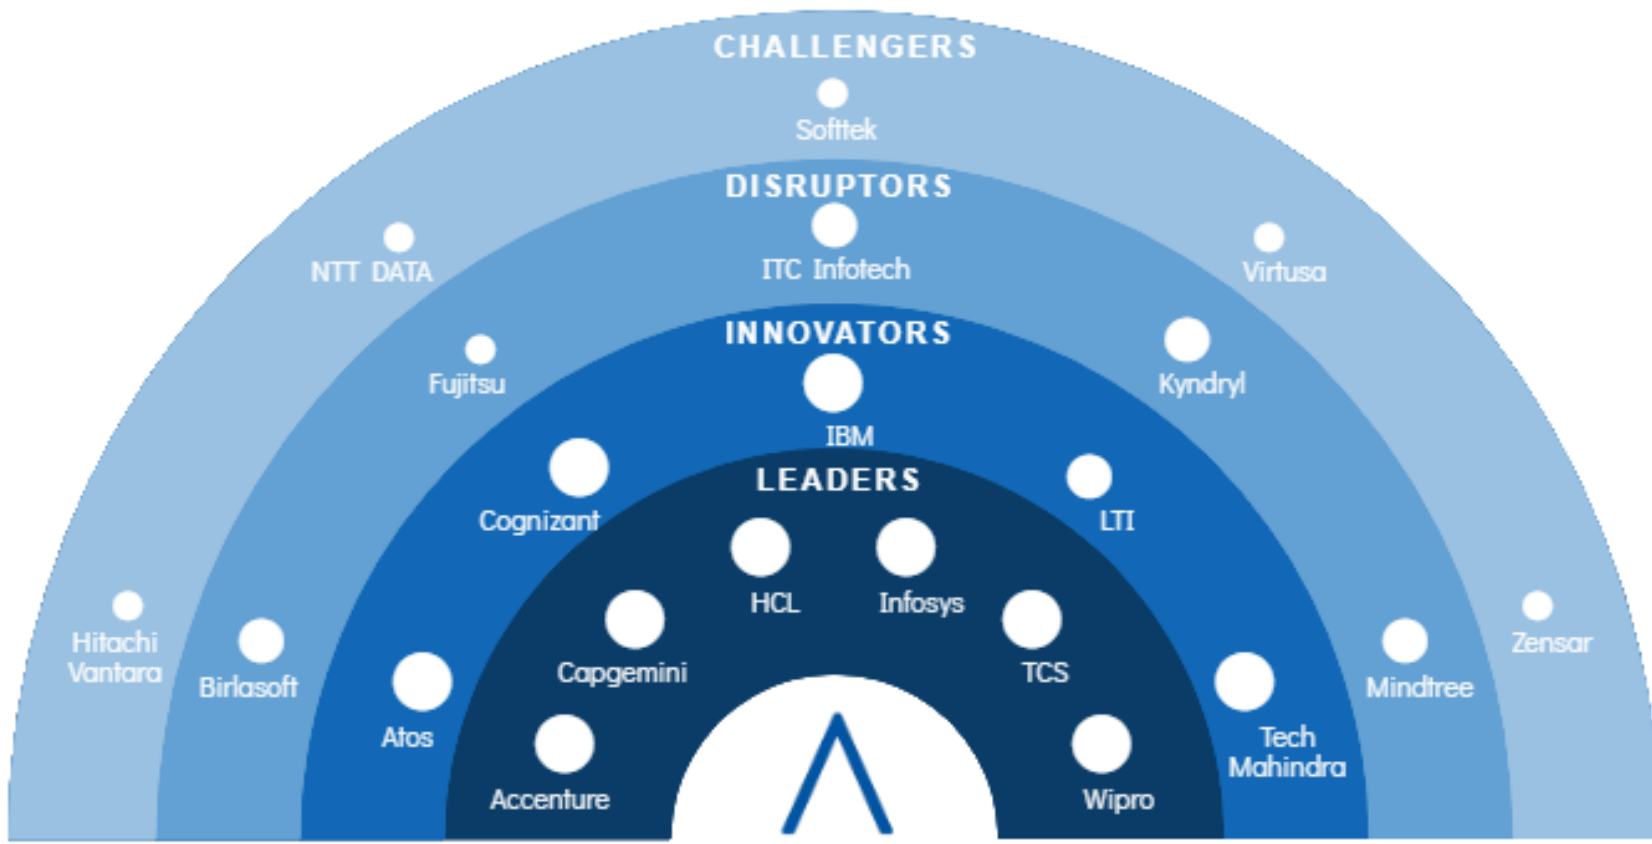 CHALLENGERS
Softtek
NTT DATA
Virtusa
Hitachi
Vantara
Zensar
DISRUPTORS
ITC Infotech
Fujitsu
Kyndryl
Birlasoft
Mindtree
INNOVATORS
IBM
Cognizant
LTI
Atos
Tech
Mahindra
LEADERS
HCL
Infosys
Capgemini
TCS
Accenture
Wipro